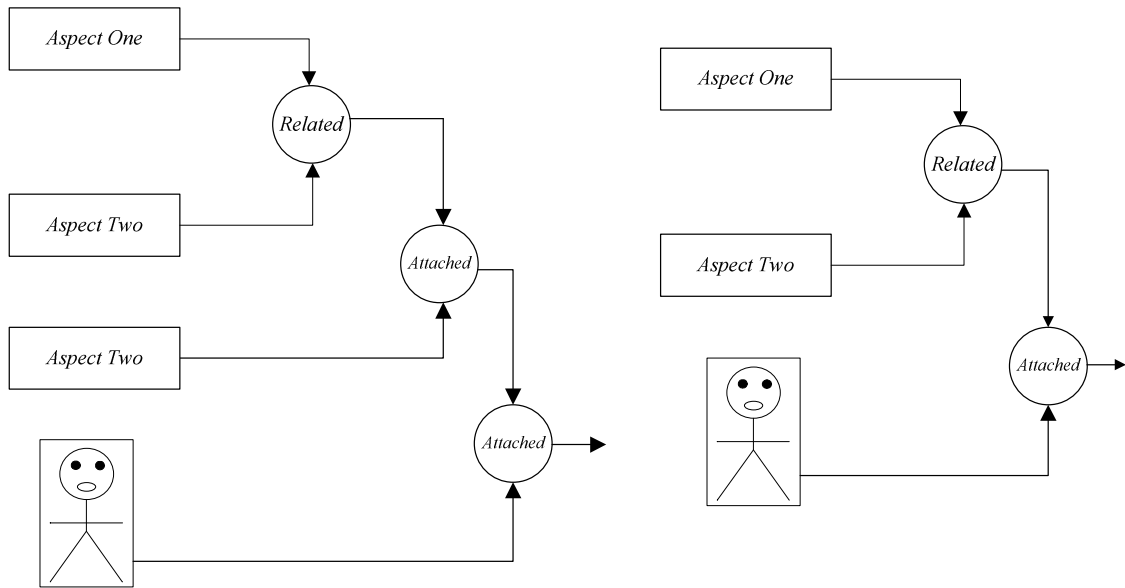 Aspect One
Related
Aspect Two
Attached
Aspect Two
Attached
Aspect One
Related
Aspect Two
Attached